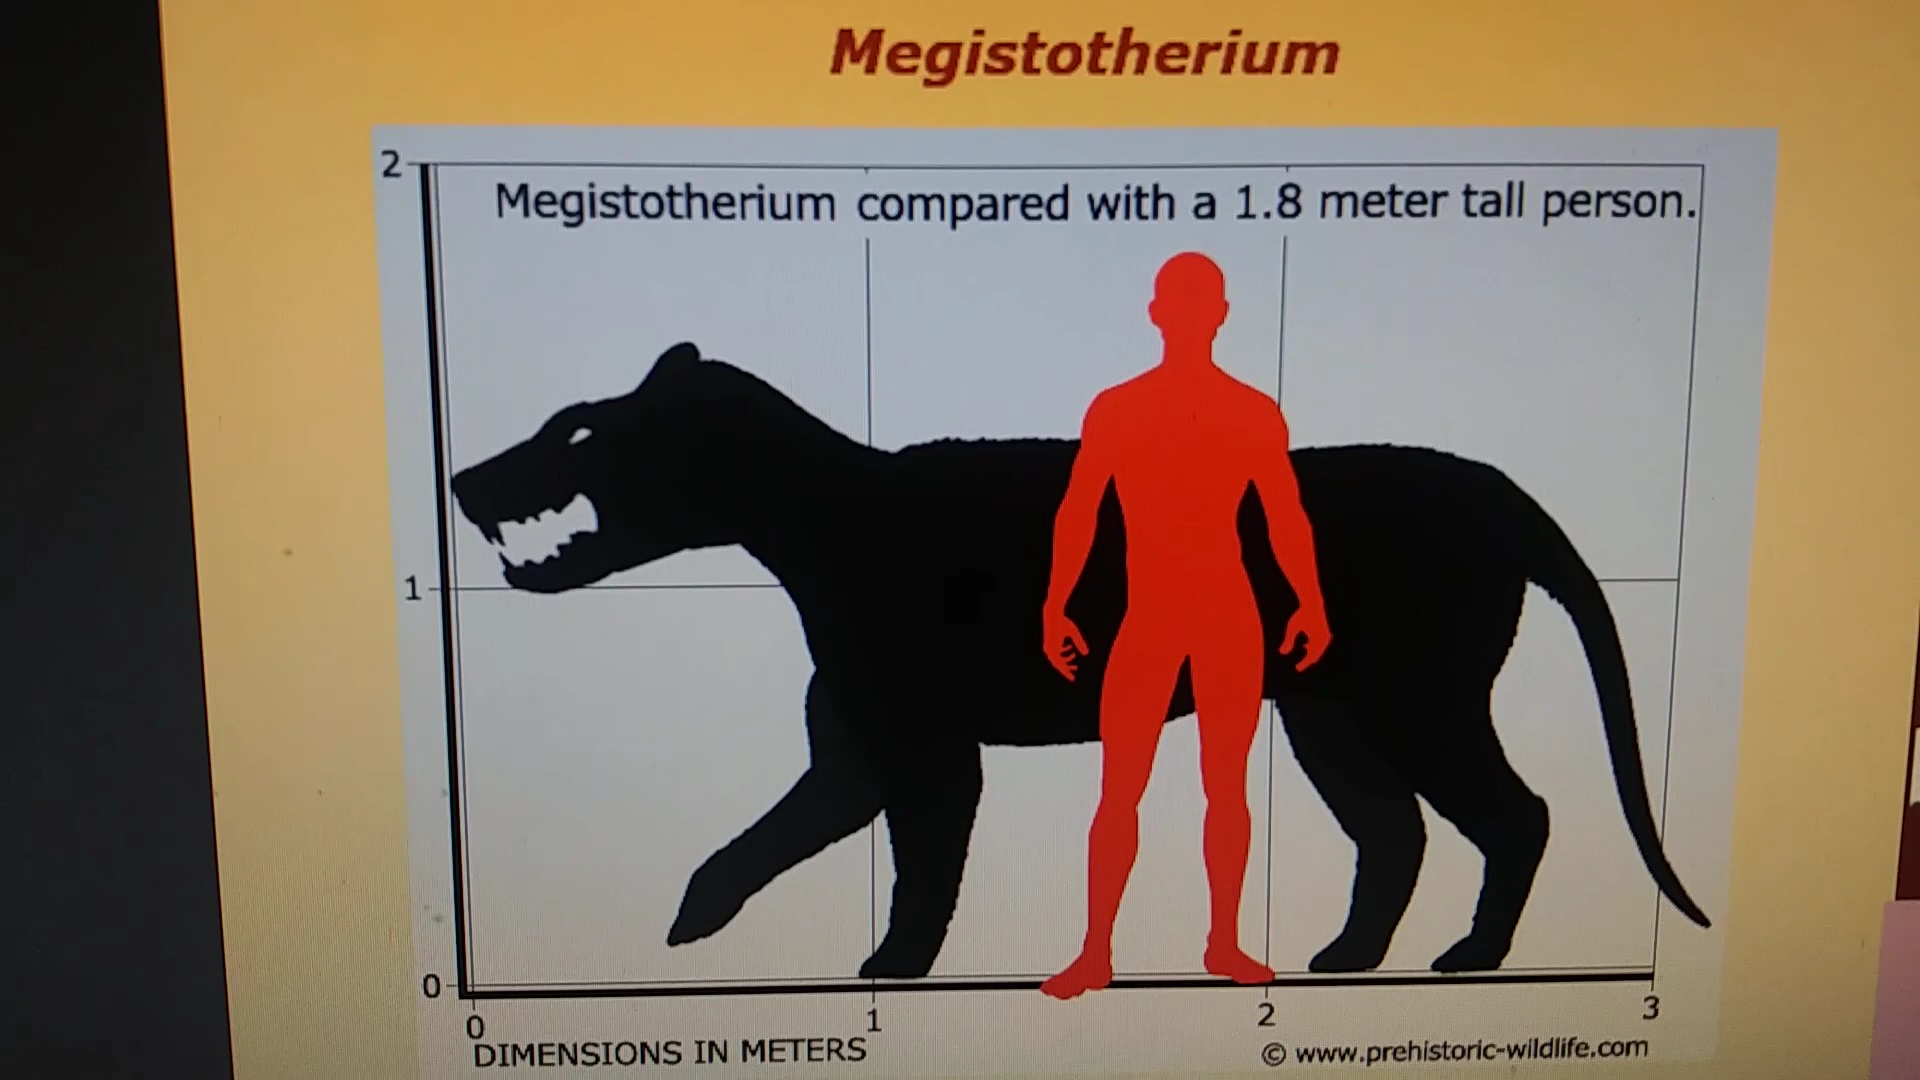 Megistotherium
2
Megistotherium compared with a 1.8 meter tall person.
1
0
0
1
2
3
DIMENSIONS IN METERS
© www.prehistoric-wildlife.com